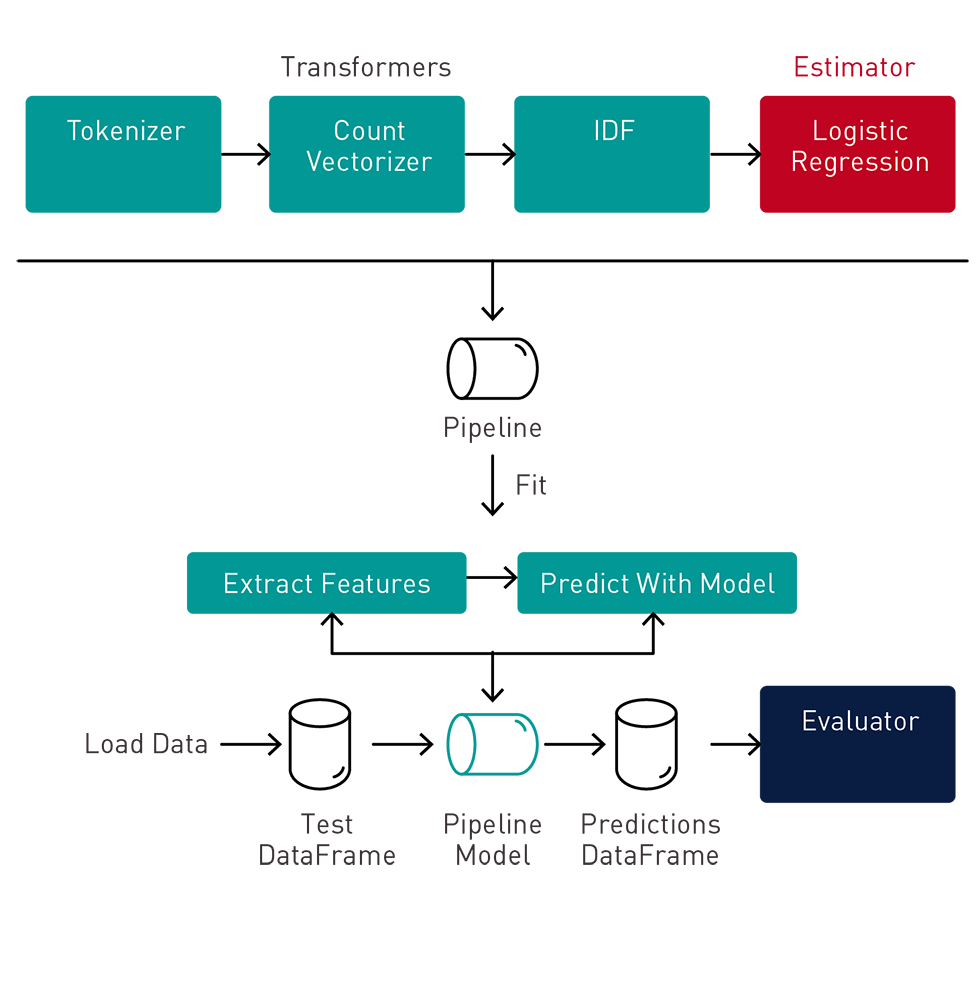 Transformers
Estimator
Tokenizer
Count
Vectorizer
IDF
Logistic
Regression
Pipeline
Fit
Extract Features
Predict With Model
Load Data
Test
DataFrame
Pipeline
Model
Predictions
DataFrame
Evaluator